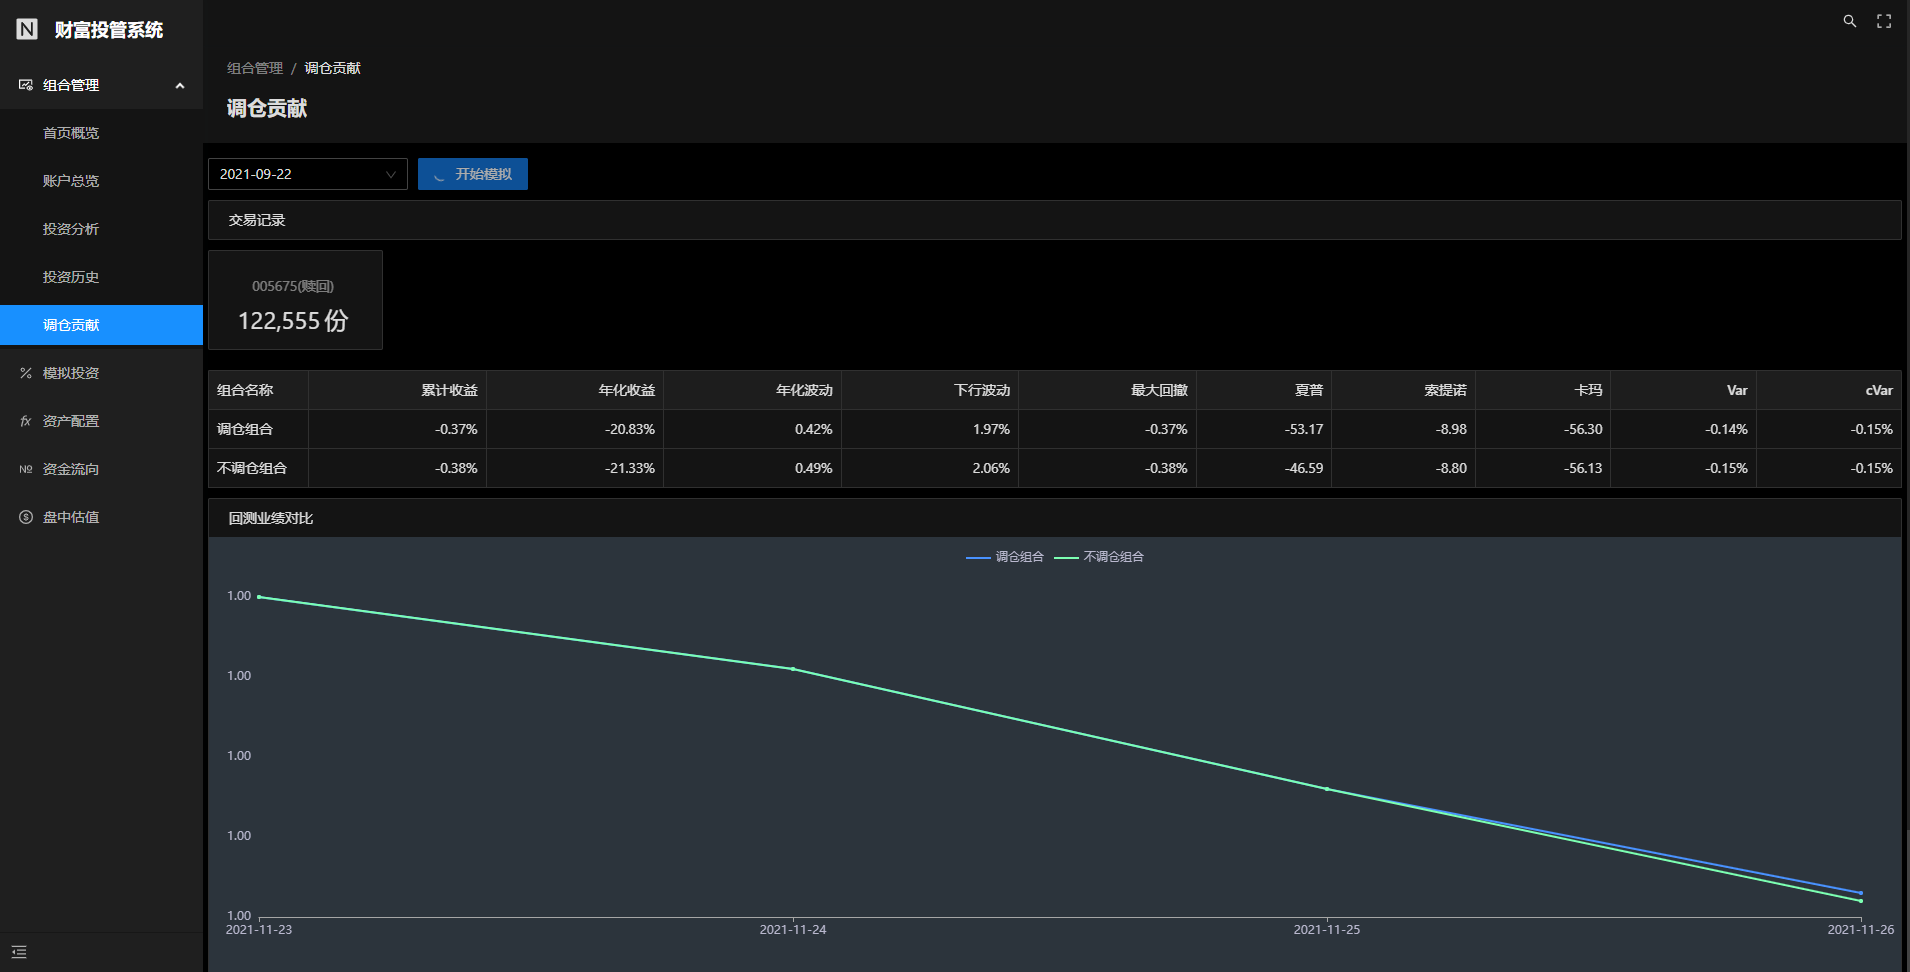 N 财富投管系统
组合管理
首页概览
账户总览
投资分析
投资历史
调仓贡献
模拟投资
资产配置
资金流向
盘中估值
组合管理 / 调仓贡献
调仓贡献
2021-09-22 开始模拟
交易记录
005675(赎回)
122,555 份
组合名称 累计收益 年化收益 年化波动 下行波动 最大回撤 夏普 索提诺 卡玛 Var cVar
调仓组合 -0.37% -20.83% 0.42% 1.97% -0.37% -53.17 -8.98 -56.30 -0.14% -0.15%
不调仓组合 -0.38% -21.33% 0.49% 2.06% -0.38% -46.59 -8.80 -56.13 -0.15% -0.15%
回测业绩对比
调仓组合 不调仓组合
1.00
1.00
1.00
1.00
1.00
2021-11-23 2021-11-24 2021-11-25 2021-11-26